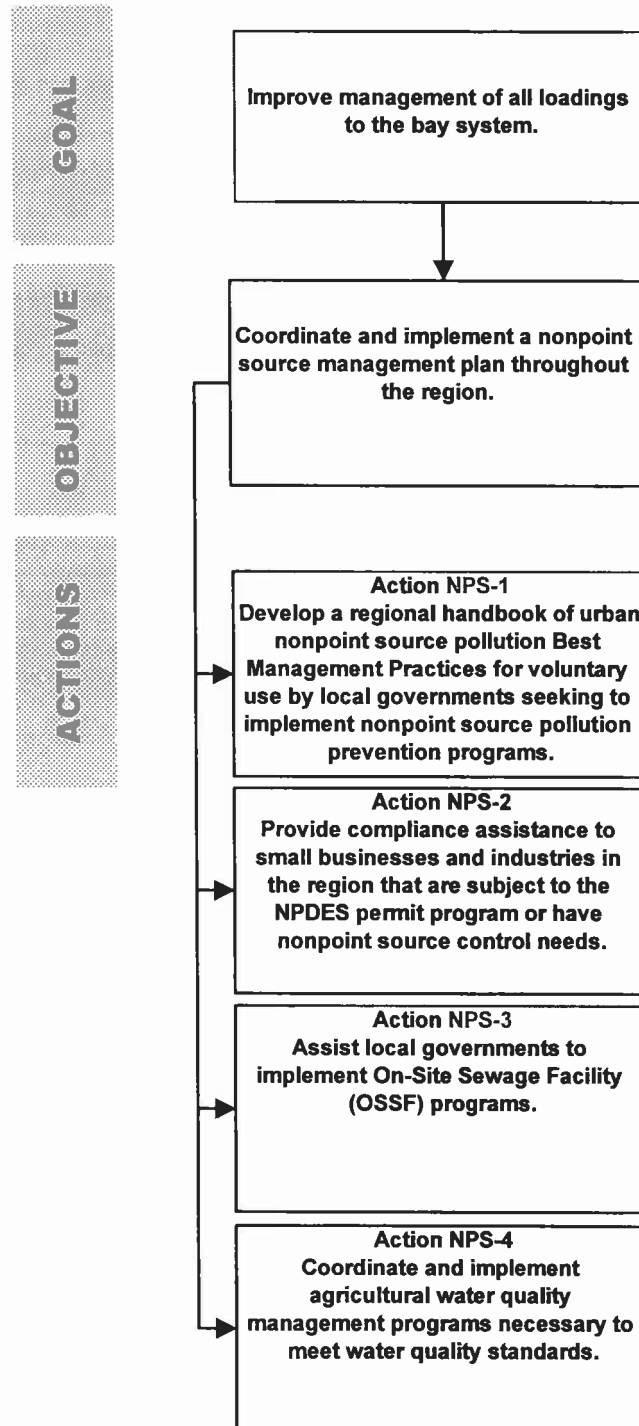 GOAL
Improve management of all loadings
to the bay system.
OBJECTIVE
Coordinate and implement a nonpoint
source management plan throughout
the region.
ACTIONS
Action NPS-1
Develop a regional handbook of urban
nonpoint source pollution Best
Management Practices for voluntary
use by local governments seeking to
implement nonpoint source pollution
prevention programs.
Action NPS-2
Provide compliance assistance to
small businesses and industries in
the region that are subject to the
NPDES permit program or have
nonpoint source control needs.
Action NPS-3
Assist local governments to
implement On-Site Sewage Facility
(OSSF) programs.
Action NPS-4
Coordinate and implement
agricultural water quality
management programs necessary to
meet water quality standards.